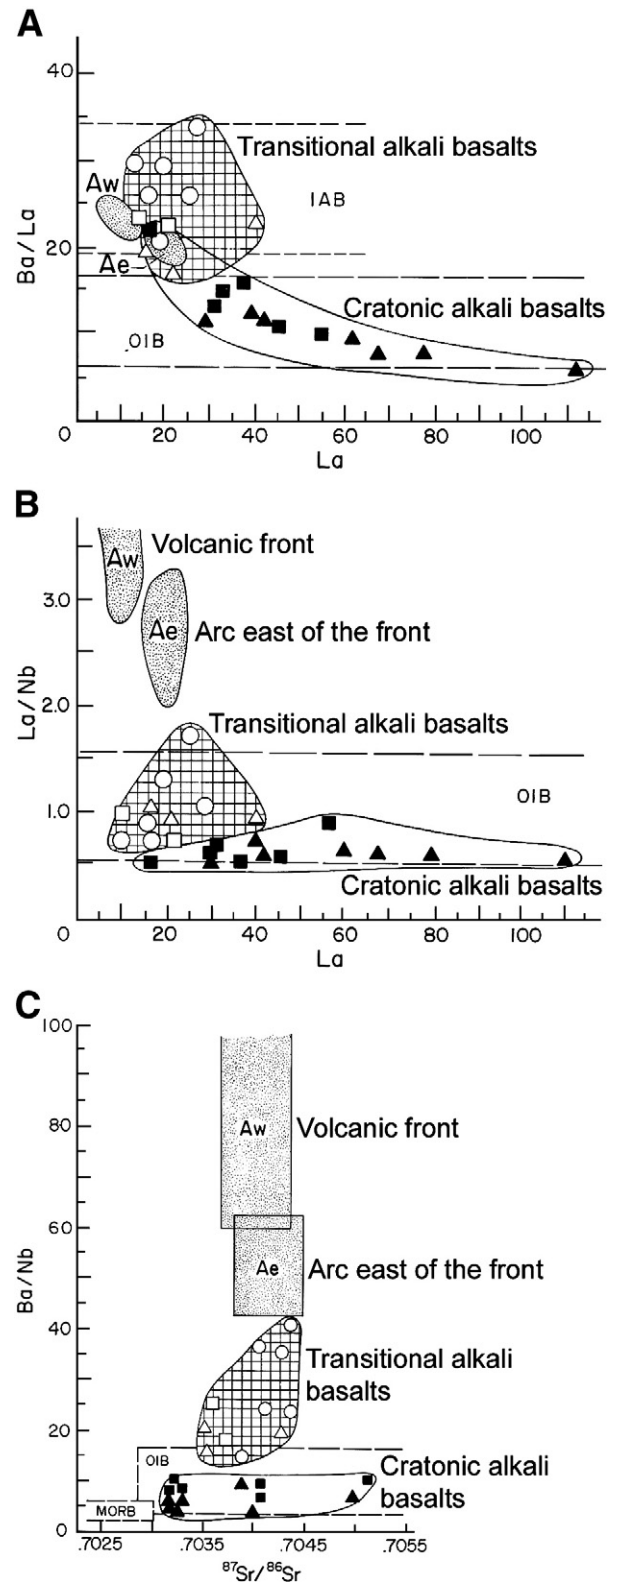 A
40
Transitional alkali basalts
Aw
IAB
Ba/La
20
Ae
Cratonic alkali basalts
OIB
0
20
40
60
80
100
La
B
Aw
Volcanic front
3.0
Ae
Arc east of the front
La/Nb
2.0
Transitional alkali basalts
OIB
1.0
Cratonic alkali basalts
0
20
40
60
80
100
La
C
100
80
Aw
Volcanic front
60
Ae
Arc east of the front
Ba/Nb
40
Transitional alkali
basalts
20
OIB
Cratonic alkali
basalts
MORB
0
.7025
.7035
.7045
.7055
⁸⁷Sr/⁸⁶Sr